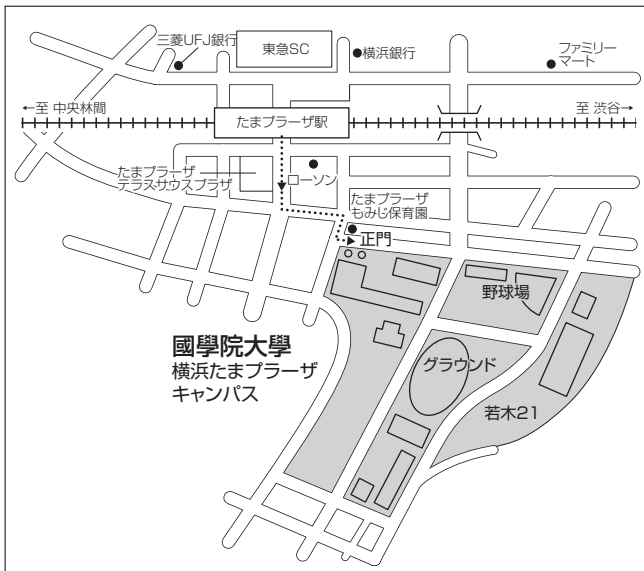 三菱UFJ銀行
東急SC
横浜銀行
ファミリー
マート
←至 中央林間
たまプラーザ駅
至 渋谷→
たまプラーザ
テラスサウスプラザ
ローソン
たまプラーザ
もみじ保育園
正門
野球場
國學院大學
横浜たまプラーザ
キャンパス
グラウンド
若木21